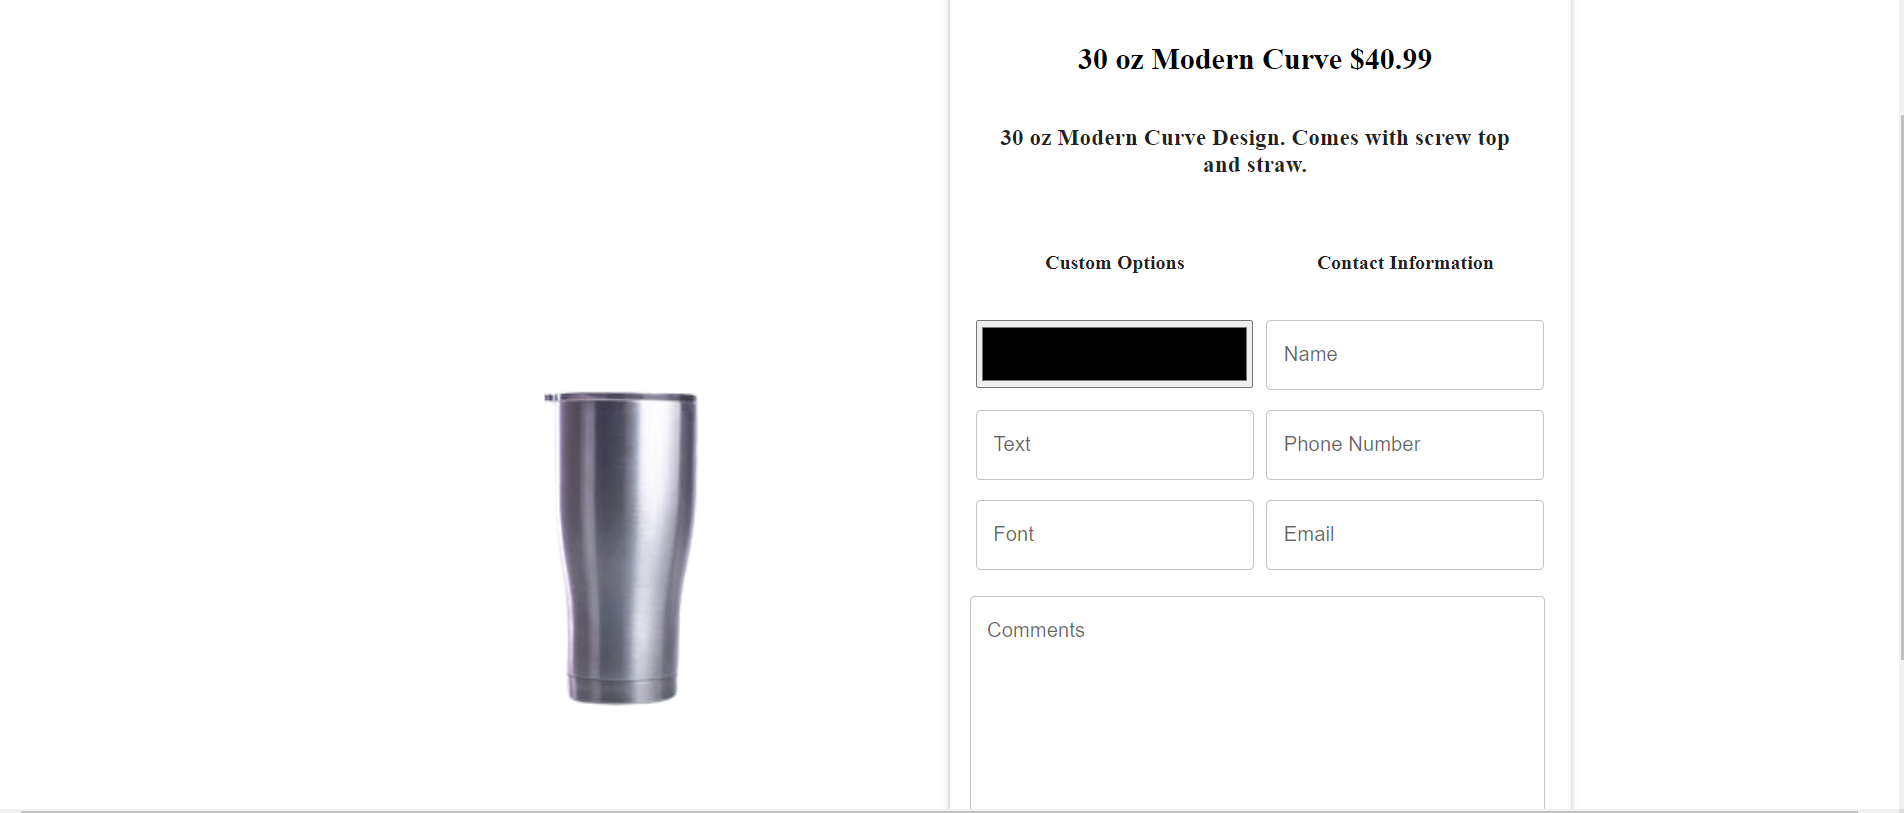 30 oz Modern Curve $40.99
30 oz Modern Curve Design. Comes with screw top
and straw.
Custom Options
Contact Information
Name
Text
Phone Number
Font
Email
Comments